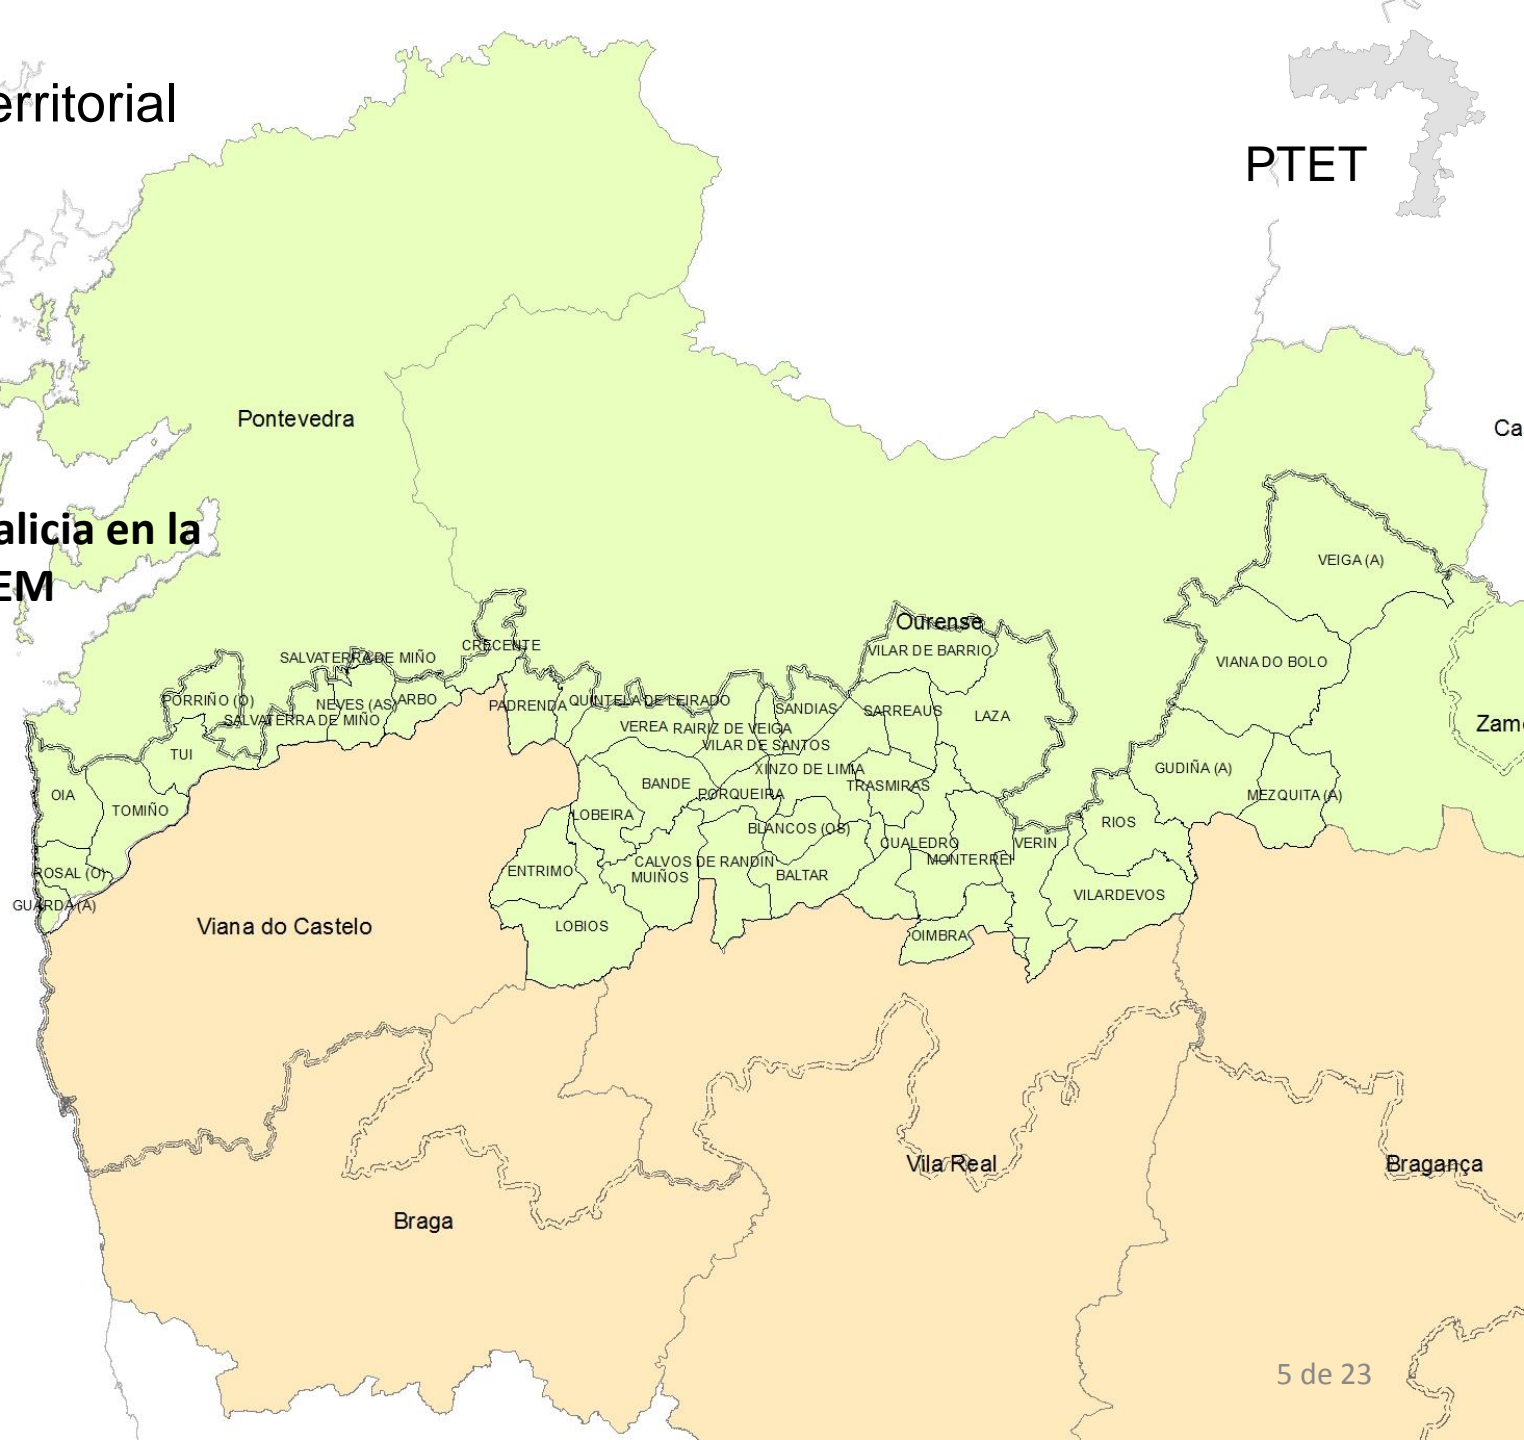 erritorial
PTET
Pontevedra
Ca
alicia en la
EM
VEIGA (A)
Ourense
CRECENTE
VILAR DE BARRIO
SALVATERRA DE MIÑO
VIANA DO BOLO
PORRIÑO (O)
NEVES (AS)
ARBO
PADRENDA
QUINTELA DE LEIRADO
SANDIAS
SARREAUS
LAZA
SALVATERRA DE MIÑO
VEREA
RAIRIZ DE VEIGA
Zam
TUI
VILAR DE SANTOS
XINZO DE LIMIA
GUDIÑA (A)
OIA
BANDE
PORQUEIRA
TRASMIRAS
MEZQUITA (A)
TOMIÑO
LOBEIRA
BLANCOS (OS)
RIOS
CUALEDRO
VERIN
ROSAL (O)
ENTRIMO
CALVOS DE RANDIN
MONTERREI
MUIÑOS
BALTAR
VILARDEVOS
GUARDA (A)
Viana do Castelo
LOBIOS
OIMBRA
Vila Real
Bragança
Braga
5 de 23